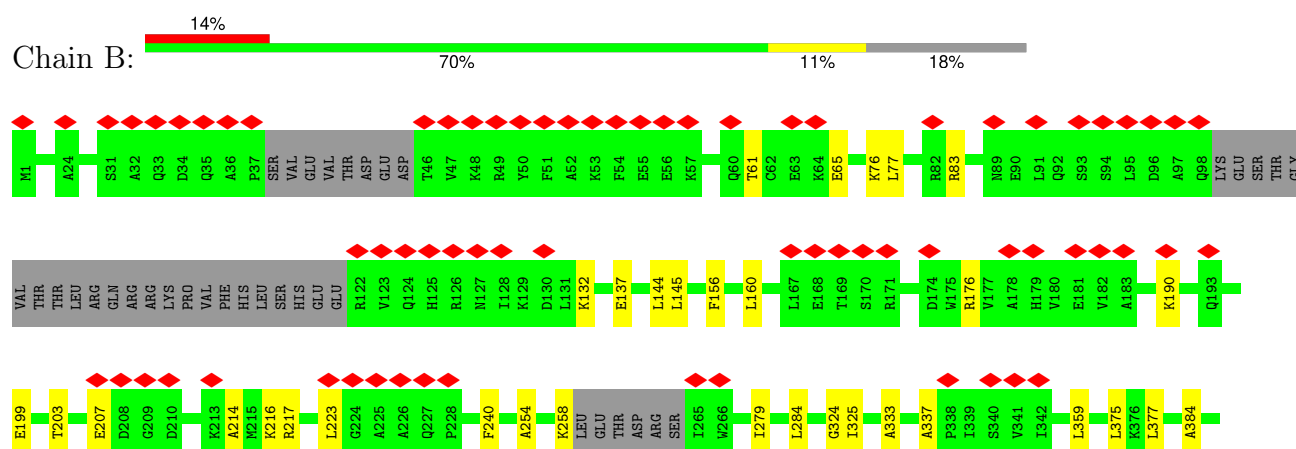 14%
Chain B:
70% 11% 18%
M1 A24 S31 A32 Q33 D34 Q35 A36 P37 SER VAL GLU VAL THR ASP GLU ASP T46 V47 K48 R49 Y50 F51 A52 K53 F54 E55 E56 K57 Q60 T61 C62 E63 K64 E65 K76 L77 R82 R83 N89 E90 L91 Q92 S93 S94 L95 D96 A97 Q98 LYS GLU SER THR GLY
VAL THR THR LEU ARG GLN ARG ARG LYS PRO VAL PHE HIS LEU SER HIS GLU GLU R122 V123 Q124 H125 R126 N127 I128 K129 D130 L131 K132 E137 L144 L145 F156 L160 L167 E168 T169 S170 R171 D174 W175 R176 V177 A178 H179 V180 E181 V182 A183 K190 Q193
E199 T203 E207 D208 G209 D210 K213 A214 M215 K216 R217 L223 G224 A225 A226 Q227 P228 F240 A254 K258 LEU GLU THR ASP ARG SER I265 W266 I279 L284 G324 I325 A333 A337 P338 I339 S340 V341 I342 L359 L375 K376 L377 A384